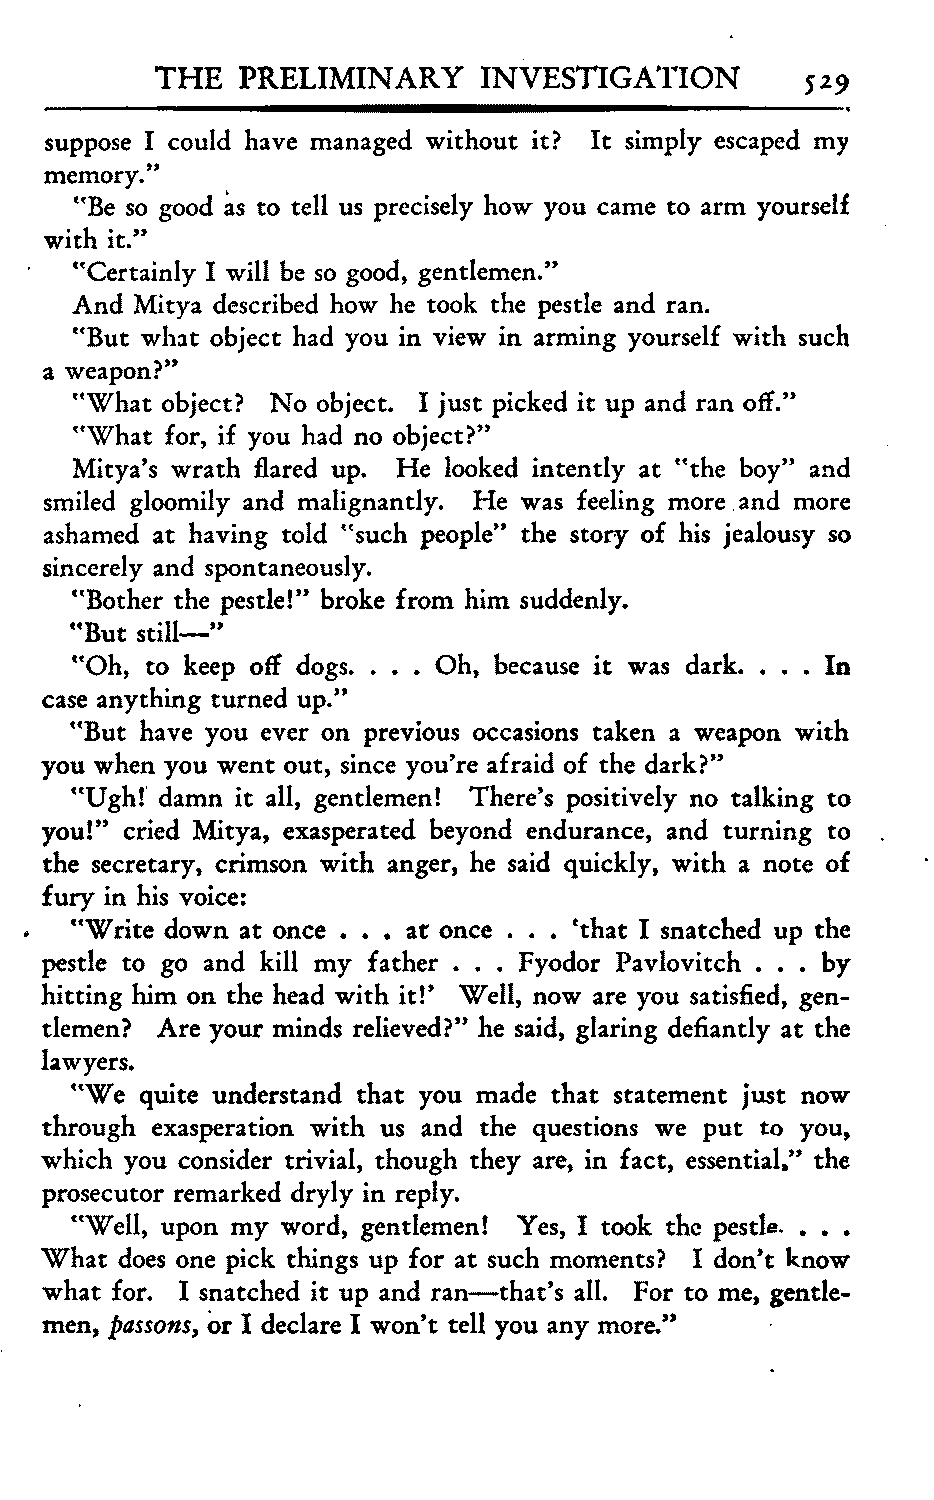 THE PRELIMINARY INVESTIGATION 529
suppose I could have managed without it? It simply escaped my
memory."
"Be so good as to tell us precisely how you came to arm yourself
with it."
"Certainly I will be so good, gentlemen."
And Mitya described how he took the pestle and ran.
"But what object had you in view in arming yourself with such
a weapon?"
"What object? No object. I just picked it up and ran off."
"What for, if you had no object?"
Mitya's wrath flared up. He looked intently at "the boy" and
smiled gloomily and malignantly. He was feeling more and more
ashamed at having told "such people" the story of his jealousy so
sincerely and spontaneously.
"Bother the pestle!" broke from him suddenly.
"But still—"
"Oh, to keep off dogs. . . . Oh, because it was dark. . . . In
case anything turned up."
"But have you ever on previous occasions taken a weapon with
you when you went out, since you're afraid of the dark?"
"Ugh! damn it all, gentlemen! There's positively no talking to
you!" cried Mitya, exasperated beyond endurance, and turning to
the secretary, crimson with anger, he said quickly, with a note of
fury in his voice:
"Write down at once . . . at once . . . 'that I snatched up the
pestle to go and kill my father . . . Fyodor Pavlovitch . . . by
hitting him on the head with it!' Well, now are you satisfied, gen-
tlemen? Are your minds relieved?" he said, glaring defiantly at the
lawyers.
"We quite understand that you made that statement just now
through exasperation with us and the questions we put to you,
which you consider trivial, though they are, in fact, essential," the
prosecutor remarked dryly in reply.
"Well, upon my word, gentlemen! Yes, I took the pestle. . . .
What does one pick things up for at such moments? I don't know
what for. I snatched it up and ran—that's all. For to me, gentle-
men, passons, or I declare I won't tell you any more."